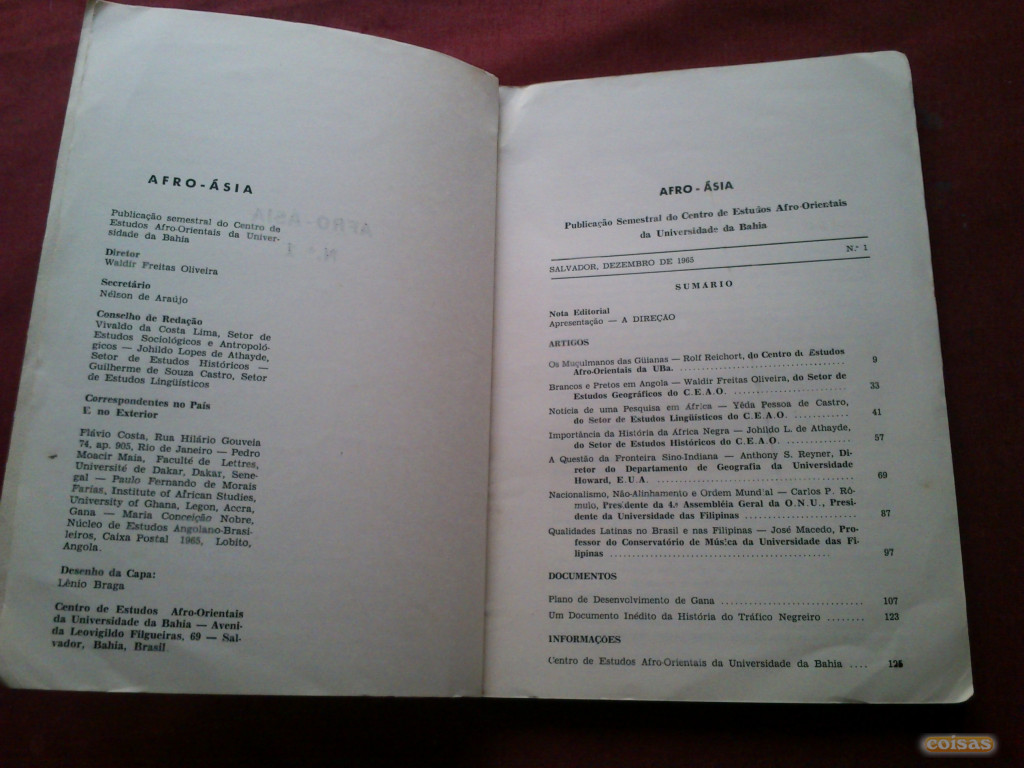 AFRO-ÁSIA
Publicação semestral do Centro de
Estudos Afro-Orientais da Univer-
sidade da Bahia
Diretor
Waldir Freitas Oliveira
Secretário
Nélson de Araújo
Conselho de Redação
Vivaldo da Costa Lima, Setor de
Estudos Sociológicos e Antropoló-
gicos — Johildo Lopes de Athayde,
Setor de Estudos Históricos —
Guilherme de Souza Castro, Setor
de Estudos Lingüísticos
Correspondentes no País
E no Exterior
Flávio Costa, Rua Hilário Gouveia
74, ap. 905, Rio de Janeiro — Pedro
Moacir Maia, Faculté de Lettres,
Université de Dakar, Dakar, Sene-
gal — Paulo Fernando de Morais
Farias, Institute of African Studies,
University of Ghana, Legon, Accra,
Gana — Maria Conceição Nobre,
Núcleo de Estudos Angolano-Brasi-
leiros, Caixa Postal 1965, Lobito,
Angola.
Desenho da Capa:
Lênio Braga
Centro de Estudos Afro-Orientais
da Universidade da Bahia — Aveni-
da Leovigildo Filgueiras, 69 — Sal-
vador, Bahia, Brasil
AFRO-ÁSIA
N.º 1
AFRO-ÁSIA
Publicação Semestral do Centro de Estudos Afro-Orientais
da Universidade da Bahia
SALVADOR, DEZEMBRO DE 1965 N.º 1
SUMÁRIO
Nota Editorial
Apresentação — A DIREÇÃO
ARTIGOS
Os Muçulmanos das Güianas — Rolf Reichort, do Centro de Estudos
Afro-Orientais da UBa. 9
Brancos e Pretos em Angola — Waldir Freitas Oliveira, do Setor de
Estudos Geográficos do C.E.A.O. 33
Notícia de uma Pesquisa em África — Yêda Pessoa de Castro,
do Setor de Estudos Lingüísticos do C.E.A.O. 41
Importância da História da África Negra — Johildo L. de Athayde,
do Setor de Estudos Históricos do C.E.A.O. 57
A Questão da Fronteira Sino-Indiana — Anthony S. Reyner, Di-
retor do Departamento de Geografia da Universidade
Howard, E.U.A. 69
Nacionalismo, Não-Alinhamento e Ordem Mundial — Carlos P. Ró-
mulo, Presidente da 4.ª Assembléia Geral da O.N.U., Presi-
dente da Universidade das Filipinas 87
Qualidades Latinas no Brasil e nas Filipinas — José Macedo, Pro-
fessor do Conservatório de Música da Universidade das Fi-
lipinas 97
DOCUMENTOS
Plano de Desenvolvimento de Gana 107
Um Documento Inédito da História do Tráfico Negreiro 123
INFORMAÇÕES
Centro de Estudos Afro-Orientais da Universidade da Bahia
coisas